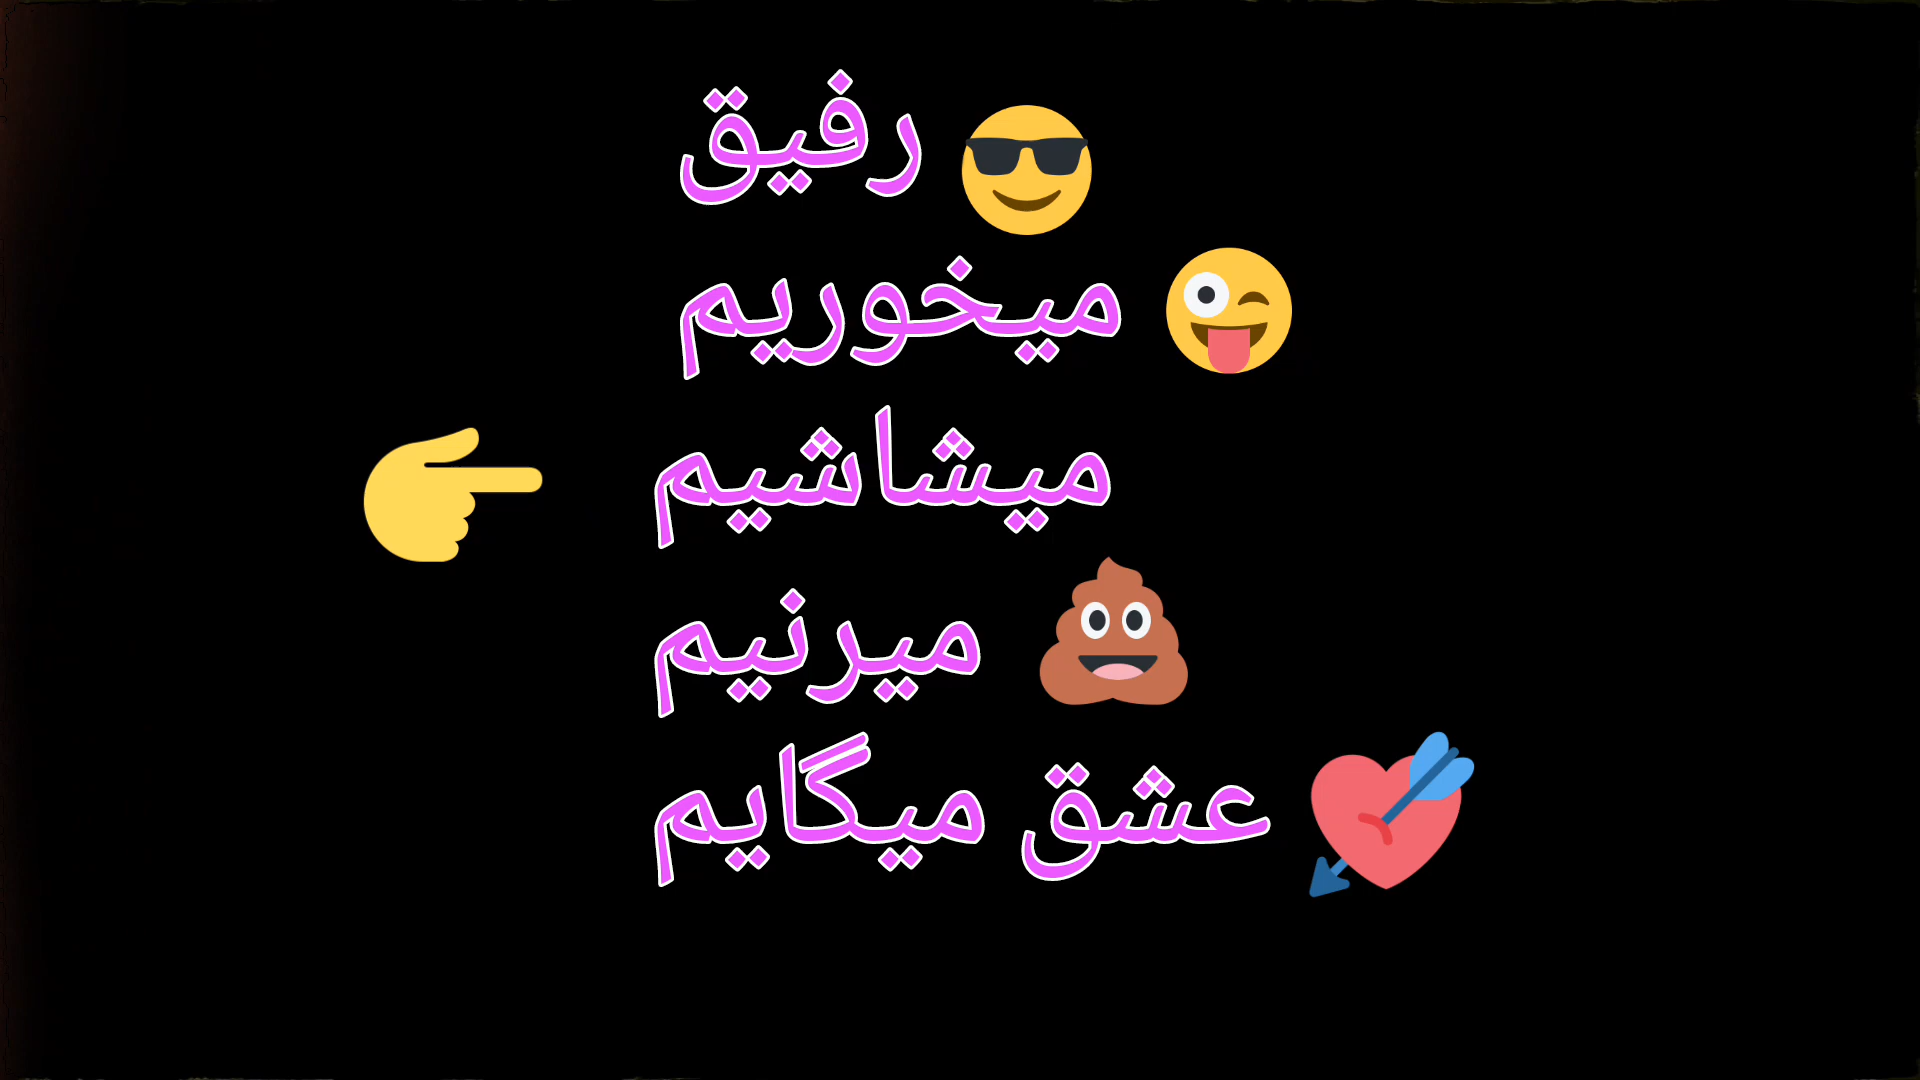 رفیق 😎
میخوریم 😜
میشاشیم 👈
میرنیم 💩
عشق میگایم 💘